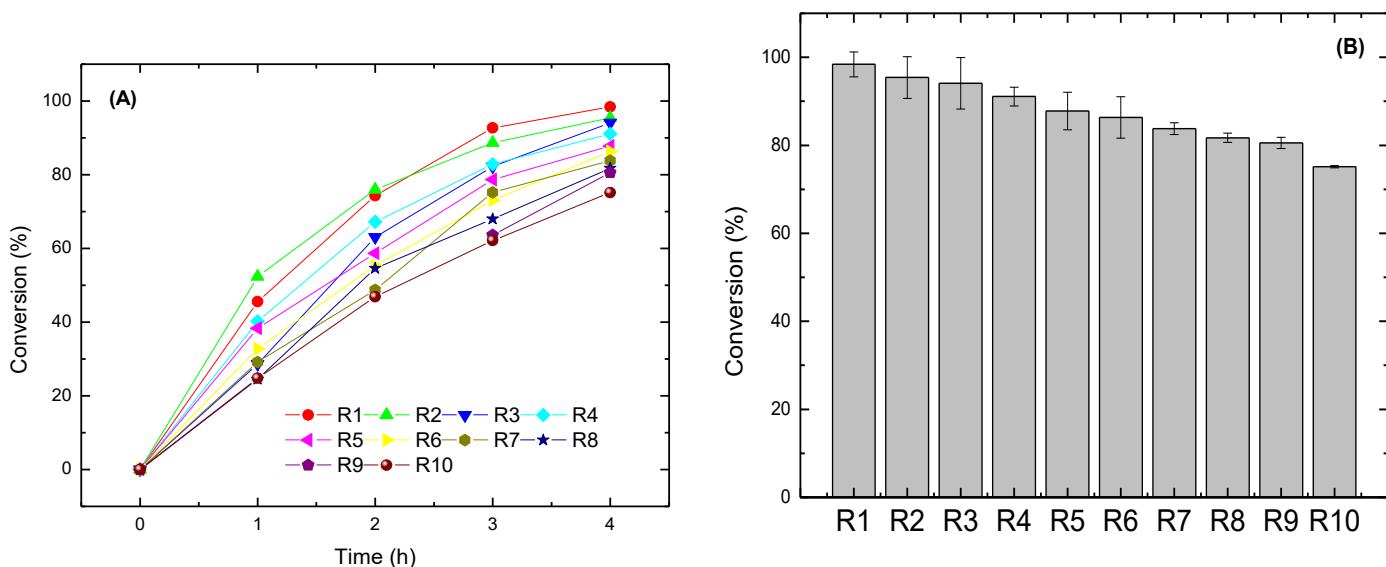 (A)
Conversion (%)
100
80
60
40
20
0
R1 R2 R3 R4
R5 R6 R7 R8
R9 R10
0 1 2 3 4
Time (h)
(B)
Conversion (%)
100
80
60
40
20
0
R1 R2 R3 R4 R5 R6 R7 R8 R9 R10